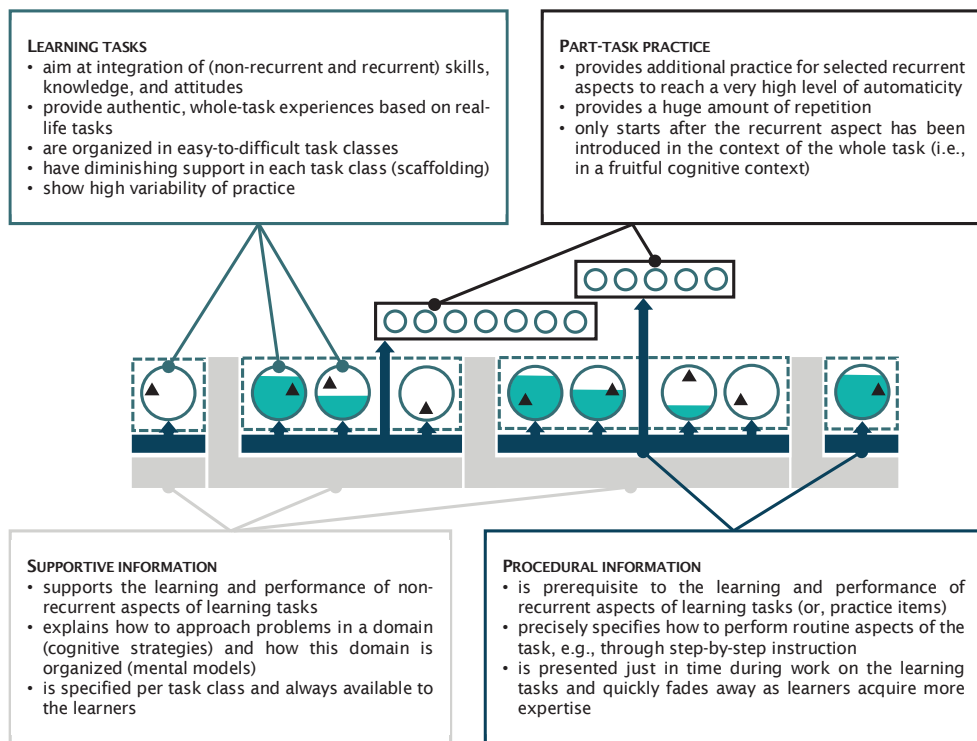 LEARNING TASKS
• aim at integration of (non-recurrent and recurrent) skills,
knowledge, and attitudes
• provide authentic, whole-task experiences based on real-
life tasks
• are organized in easy-to-difficult task classes
• have diminishing support in each task class (scaffolding)
• show high variability of practice
PART-TASK PRACTICE
• provides additional practice for selected recurrent
aspects to reach a very high level of automaticity
• provides a huge amount of repetition
• only starts after the recurrent aspect has been
introduced in the context of the whole task (i.e.,
in a fruitful cognitive context)
SUPPORTIVE INFORMATION
• supports the learning and performance of non-
recurrent aspects of learning tasks
• explains how to approach problems in a domain
(cognitive strategies) and how this domain is
organized (mental models)
• is specified per task class and always available to
the learners
PROCEDURAL INFORMATION
• is prerequisite to the learning and performance of
recurrent aspects of learning tasks (or, practice items)
• precisely specifies how to perform routine aspects of the
task, e.g., through step-by-step instruction
• is presented just in time during work on the learning
tasks and quickly fades away as learners acquire more
expertise